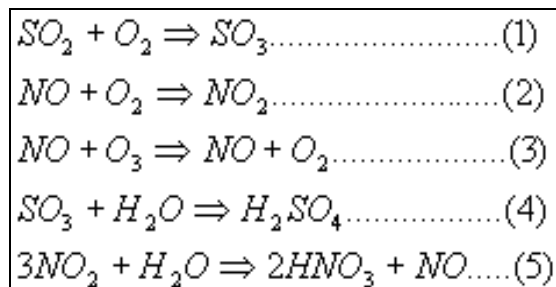 SO₂ + O₂ ⇒ SO₃........................(1)
NO + O₂ ⇒ NO₂........................(2)
NO + O₃ ⇒ NO + O₂..................(3)
SO₃ + H₂O ⇒ H₂SO₄................(4)
3NO₂ + H₂O ⇒ 2HNO₃ + NO.....(5)